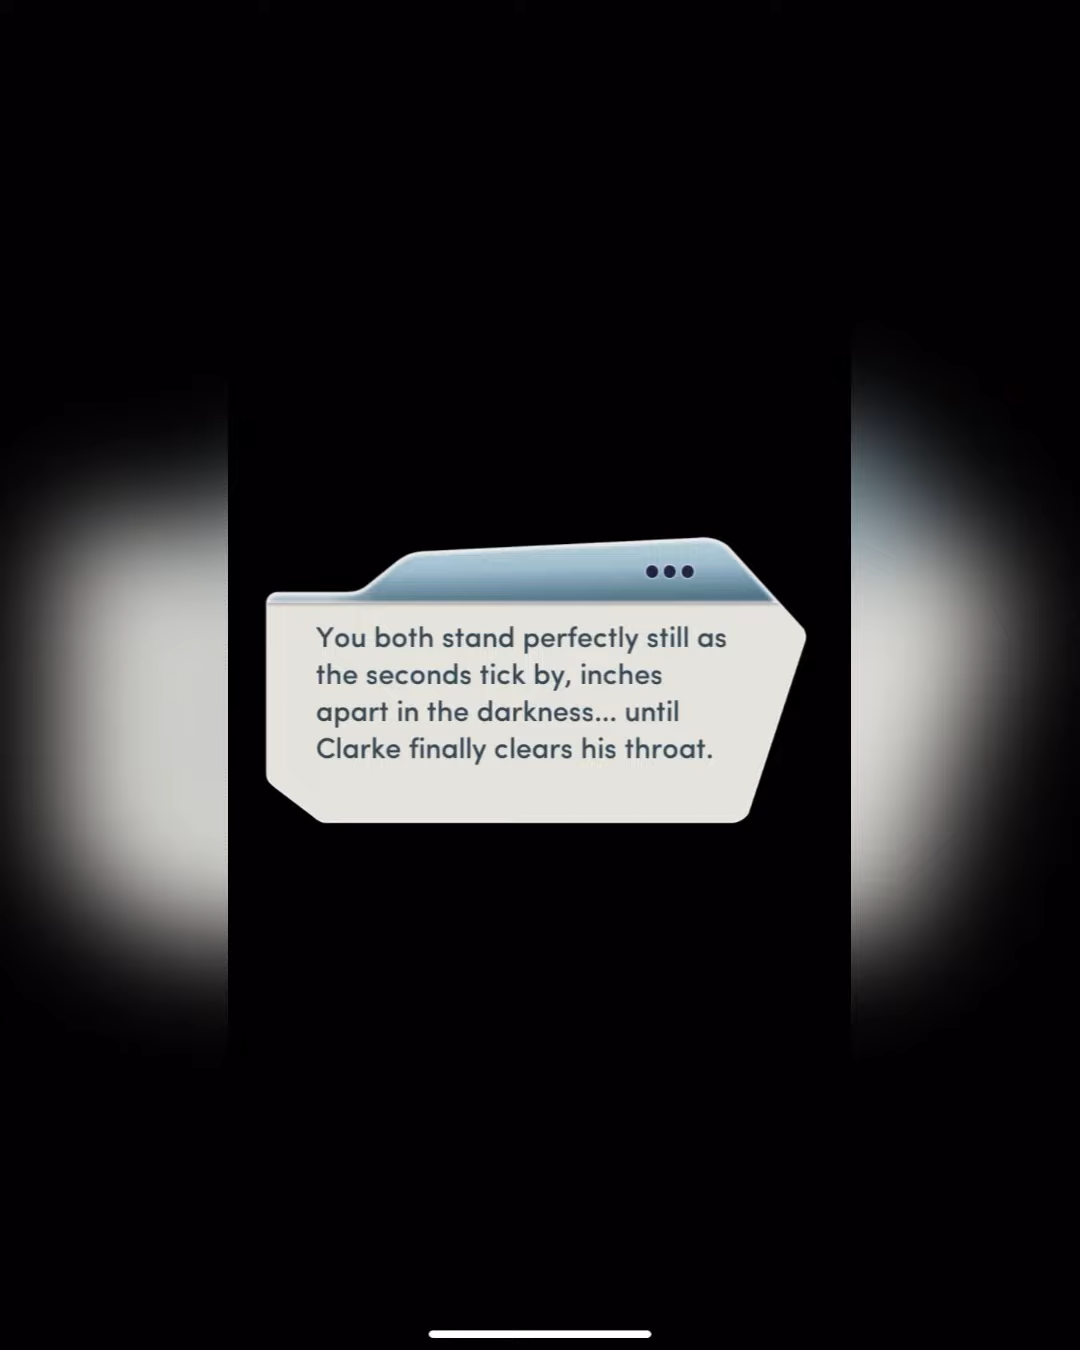 You both stand perfectly still as
the seconds tick by, inches
apart in the darkness... until
Clarke finally clears his throat.